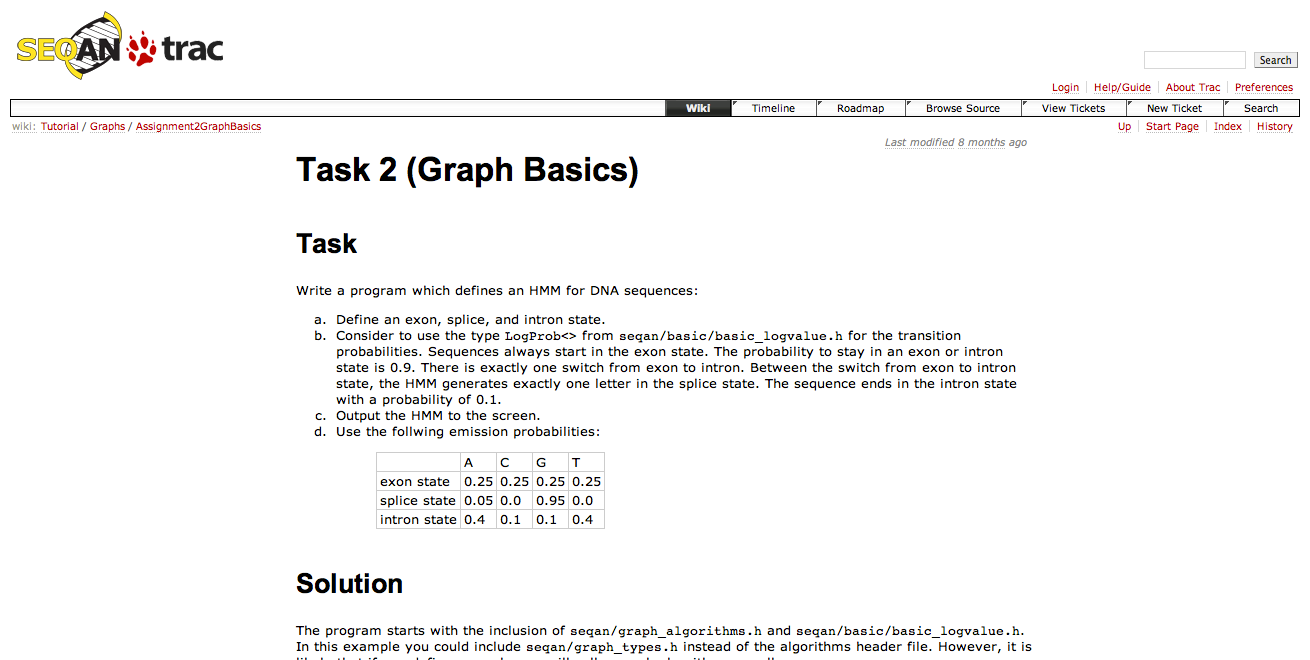 SEQAN trac
Search
Login Help/Guide About Trac Preferences
Wiki Timeline Roadmap Browse Source View Tickets New Ticket Search
wiki: Tutorial / Graphs / Assignment2GraphBasics
Up Start Page Index History
Last modified 8 months ago
Task 2 (Graph Basics)
Task
Write a program which defines an HMM for DNA sequences:
a. Define an exon, splice, and intron state.
b. Consider to use the type LogProb<> from seqan/basic/basic_logvalue.h for the transition
probabilities. Sequences always start in the exon state. The probability to stay in an exon or intron
state is 0.9. There is exactly one switch from exon to intron. Between the switch from exon to intron
state, the HMM generates exactly one letter in the splice state. The sequence ends in the intron state
with a probability of 0.1.
c. Output the HMM to the screen.
d. Use the follwing emission probabilities:
A C G T
exon state 0.25 0.25 0.25 0.25
splice state 0.05 0.0 0.95 0.0
intron state 0.4 0.1 0.1 0.4
Solution
The program starts with the inclusion of seqan/graph_algorithms.h and seqan/basic/basic_logvalue.h.
In this example you could include seqan/graph_types.h instead of the algorithms header file. However, it is